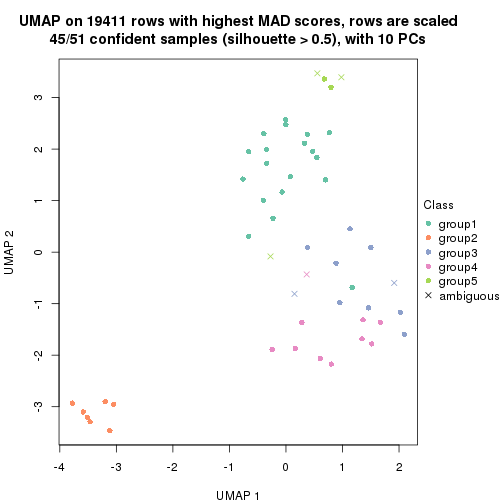 UMAP on 19411 rows with highest MAD scores, rows are scaled
45/51 confident samples (silhouette > 0.5), with 10 PCs
3
2
1
0
-1
-2
-3
UMAP 2
-4
-3
-2
-1
0
1
2
UMAP 1
Class
group1
group2
group3
group4
group5
ambiguous